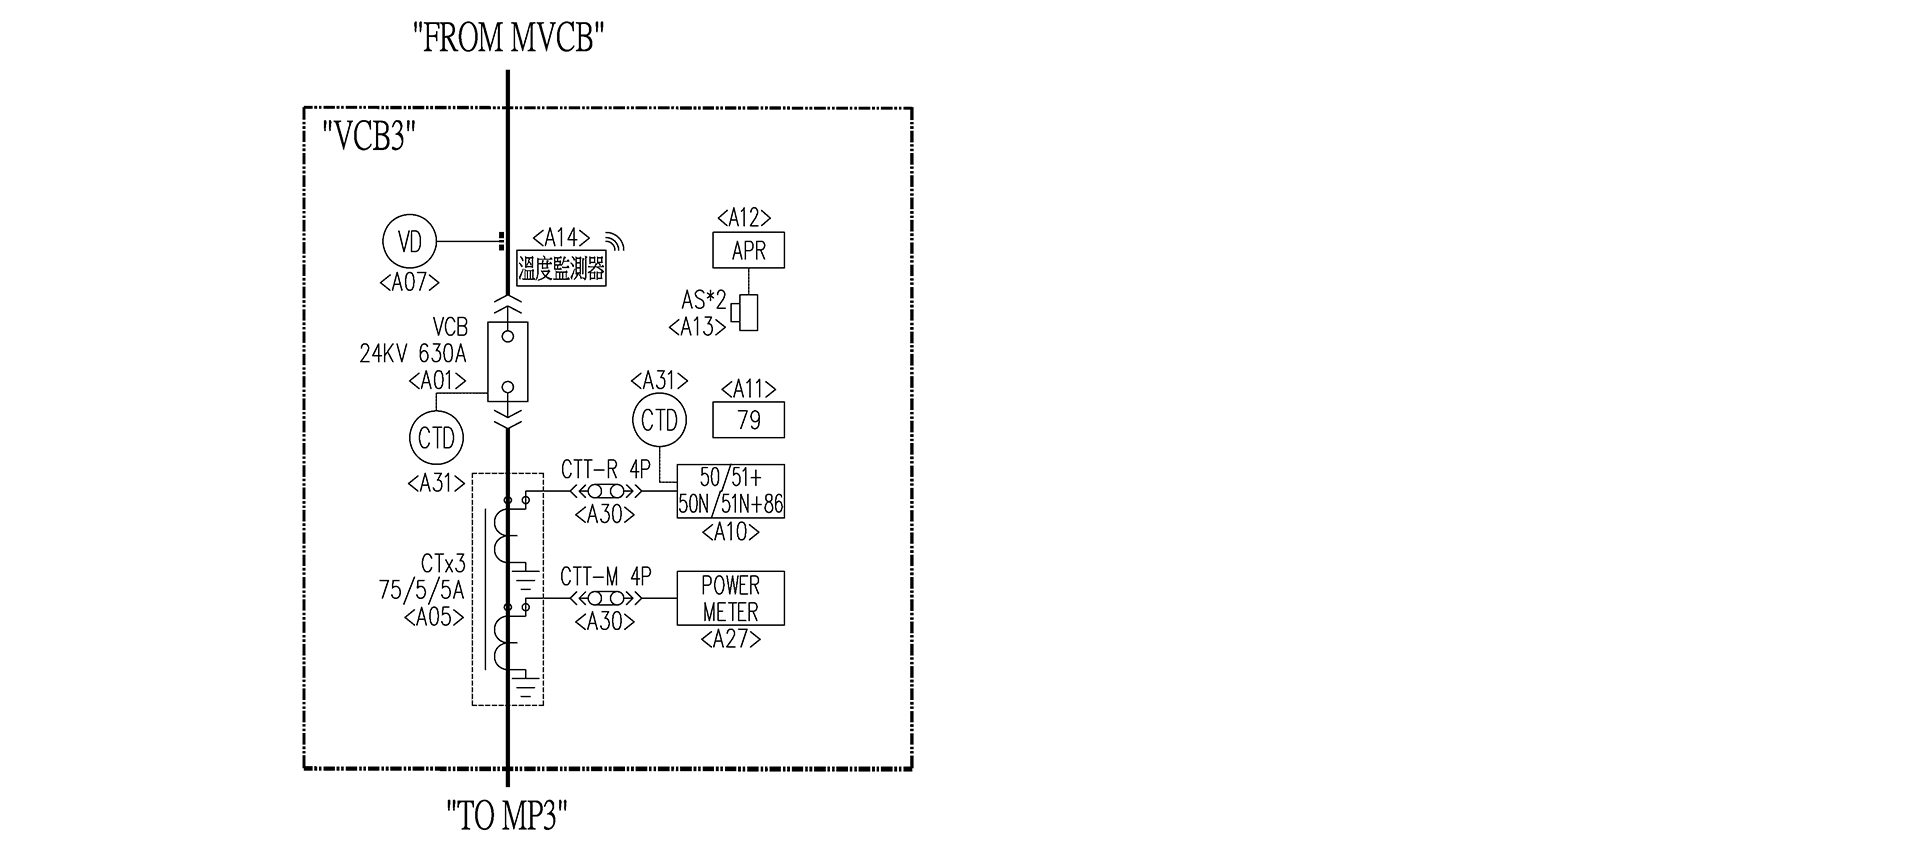 "FROM MVCB"
"VCB3"
VD
<A07>
<A14>
溫度監測器
<A12>
APR
AS*2
<A13>
VCB
24KV 630A
<A01>
CTD
<A31>
<A31>
CTD
<A11>
79
CTT-R 4P
<A30>
50/51+
50N/51N+86
<A10>
CTx3
75/5/5A
<A05>
CTT-M 4P
<A30>
POWER
METER
<A27>
"TO MP3"